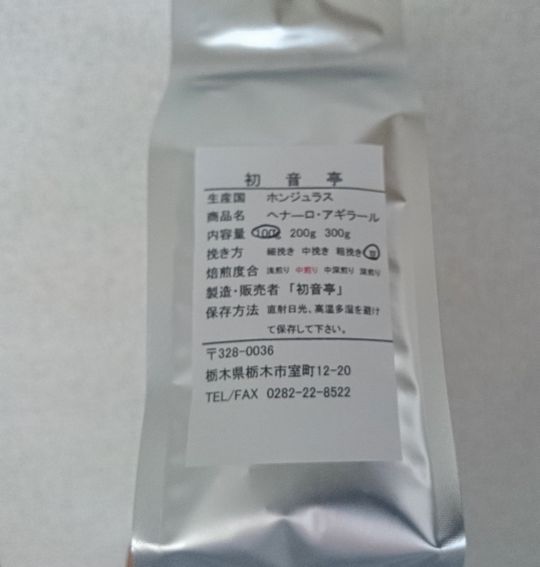 初音亭
生産国 ホンジュラス
商品名 ヘナーロ・アギラール
内容量 100g 200g 300g
挽き方 細挽き 中挽き 粗挽き 豆
焙煎度合 浅煎り 中煎り 中深煎り 深煎り
製造・販売者 「初音亭」
保存方法 直射日光、高温多湿を避け
て保存して下さい。
〒328-0036
栃木県栃木市室町12-20
TEL/FAX 0282-22-8522